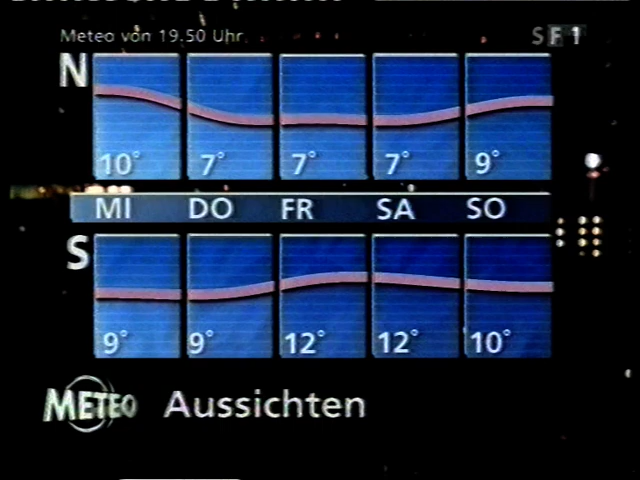 Meteo von 19.50 Uhr
SF1
N
10° 7° 7° 7° 9°
MI DO FR SA SO
S
9° 9° 12° 12° 10°
METEO Aussichten